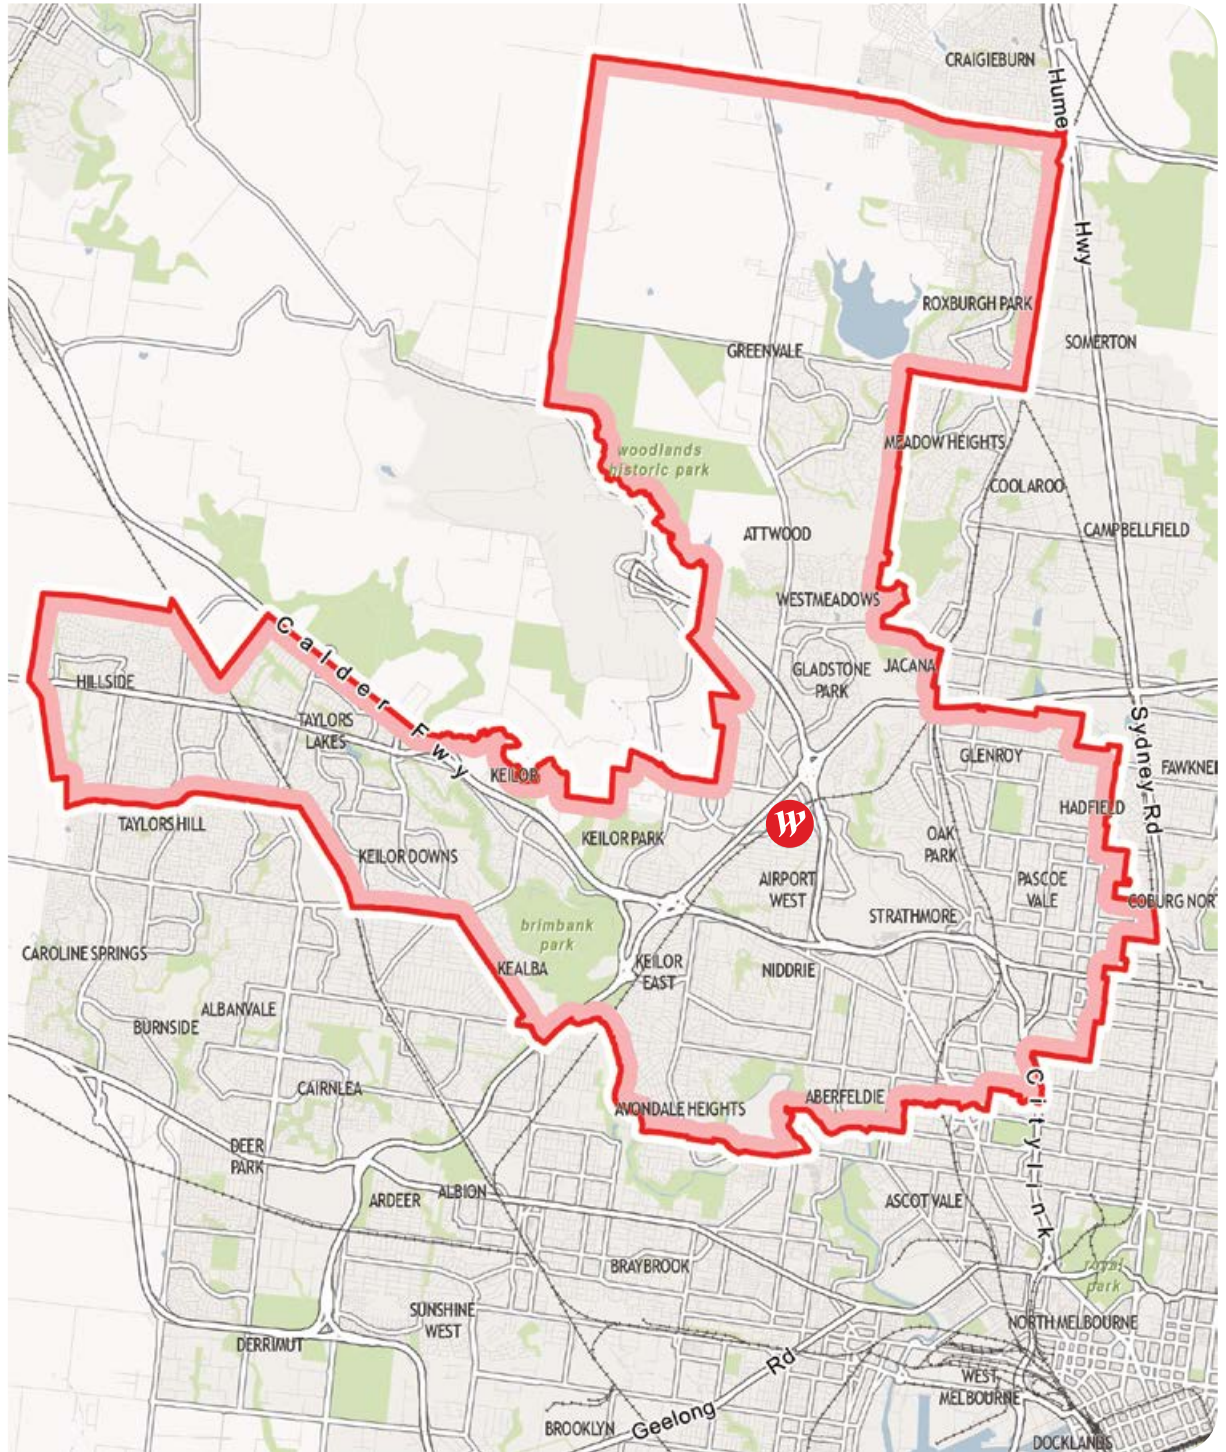 CRAIGIEBURN
Hume
Hwy
ROXBURGH PARK
SOMERTON
GREENVALE
MEADOW HEIGHTS
woodlands
historic park
COOLAROO
ATTWOOD
CAMPBELLFIELD
WESTMEADOWS
Calder Fwy
GLADSTONE
PARK
JACANA
HILLSIDE
TAYLORS
LAKES
Sydney Rd
GLENROY
FAWKNE
KEILOR
W
HADFIELD
TAYLORS HILL
KEILOR PARK
OAK
PARK
KEILOR DOWNS
AIRPORT
WEST
PASCOE
VALE
COBURG NOR
STRATHMORE
brimbank
park
CAROLINE SPRINGS
KEALBA
KEILOR
EAST
NIDDRIE
ALBANVALE
BURNSIDE
CAIRNLEA
AVONDALE HEIGHTS
ABERFELDIE
Citylink
DEER
PARK
ARDEER
ALBION
ASCOT VALE
BRAYBROOK
royal
park
SUNSHINE
WEST
NORTH MELBOURNE
DERRIMUT
WEST
MELBOURNE
Geelong Rd
BROOKLYN
DOCKLANDS